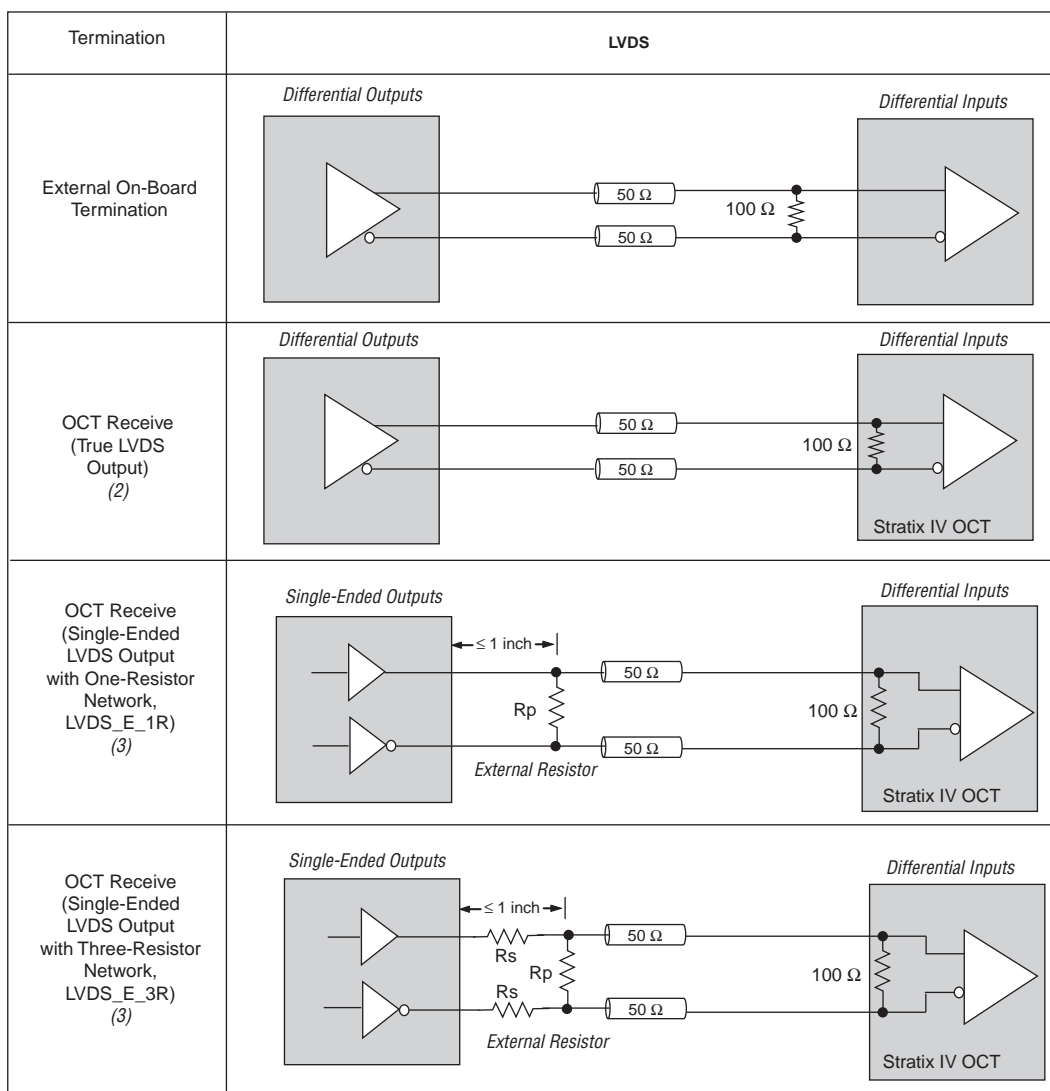 Termination
LVDS
External On-Board
Termination
Differential Outputs
Differential Inputs
50 Ω
100 Ω
50 Ω
OCT Receive
(True LVDS
Output)
(2)
Differential Outputs
Differential Inputs
50 Ω
100 Ω
50 Ω
Stratix IV OCT
OCT Receive
(Single-Ended
LVDS Output
with One-Resistor
Network,
LVDS_E_1R)
(3)
Single-Ended Outputs
Differential Inputs
≤ 1 inch
50 Ω
Rp
100 Ω
50 Ω
External Resistor
Stratix IV OCT
OCT Receive
(Single-Ended
LVDS Output
with Three-Resistor
Network,
LVDS_E_3R)
(3)
Single-Ended Outputs
Differential Inputs
≤ 1 inch
50 Ω
Rs
Rp
100 Ω
Rs
50 Ω
External Resistor
Stratix IV OCT